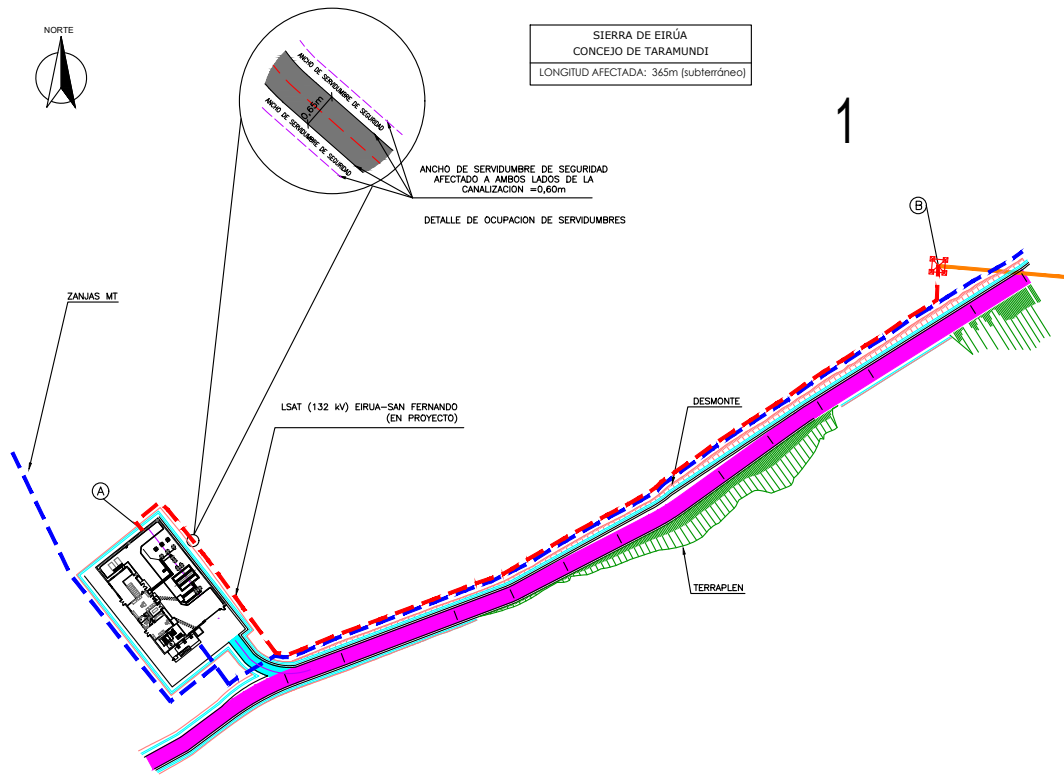 NORTE
SIERRA DE EIRÚA
CONCEJO DE TARAMUNDI
LONGITUD AFECTADA: 365m (subterráneo)
1
ANCHO DE SERVIDUMBRE DE SEGURIDAD
0,65m
ANCHO DE SERVIDUMBRE DE SEGURIDAD
ANCHO DE SERVIDUMBRE DE SEGURIDAD
AFECTADO A AMBOS LADOS DE LA
CANALIZACION =0,60m
DETALLE DE OCUPACION DE SERVIDUMBRES
B
ZANJAS MT
LSAT (132 kV) EIRUA-SAN FERNANDO
(EN PROYECTO)
DESMONTE
A
TERRAPLEN